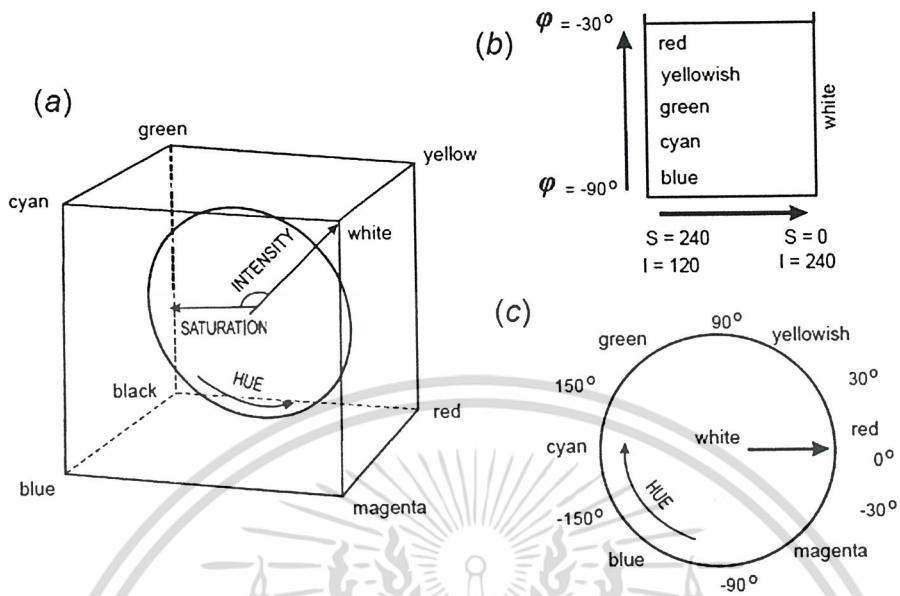 (a)
green
yellow
cyan
white
INTENSITY
SATURATION
HUE
black
red
blue
magenta
(b)
φ = -30°
red
yellowish
green
cyan
blue
white
φ = -90°
S = 240
I = 120
S = 0
I = 240
(c)
90°
green
yellowish
150°
30°
cyan
white
red
0°
HUE
-150°
-30°
blue
magenta
-90°